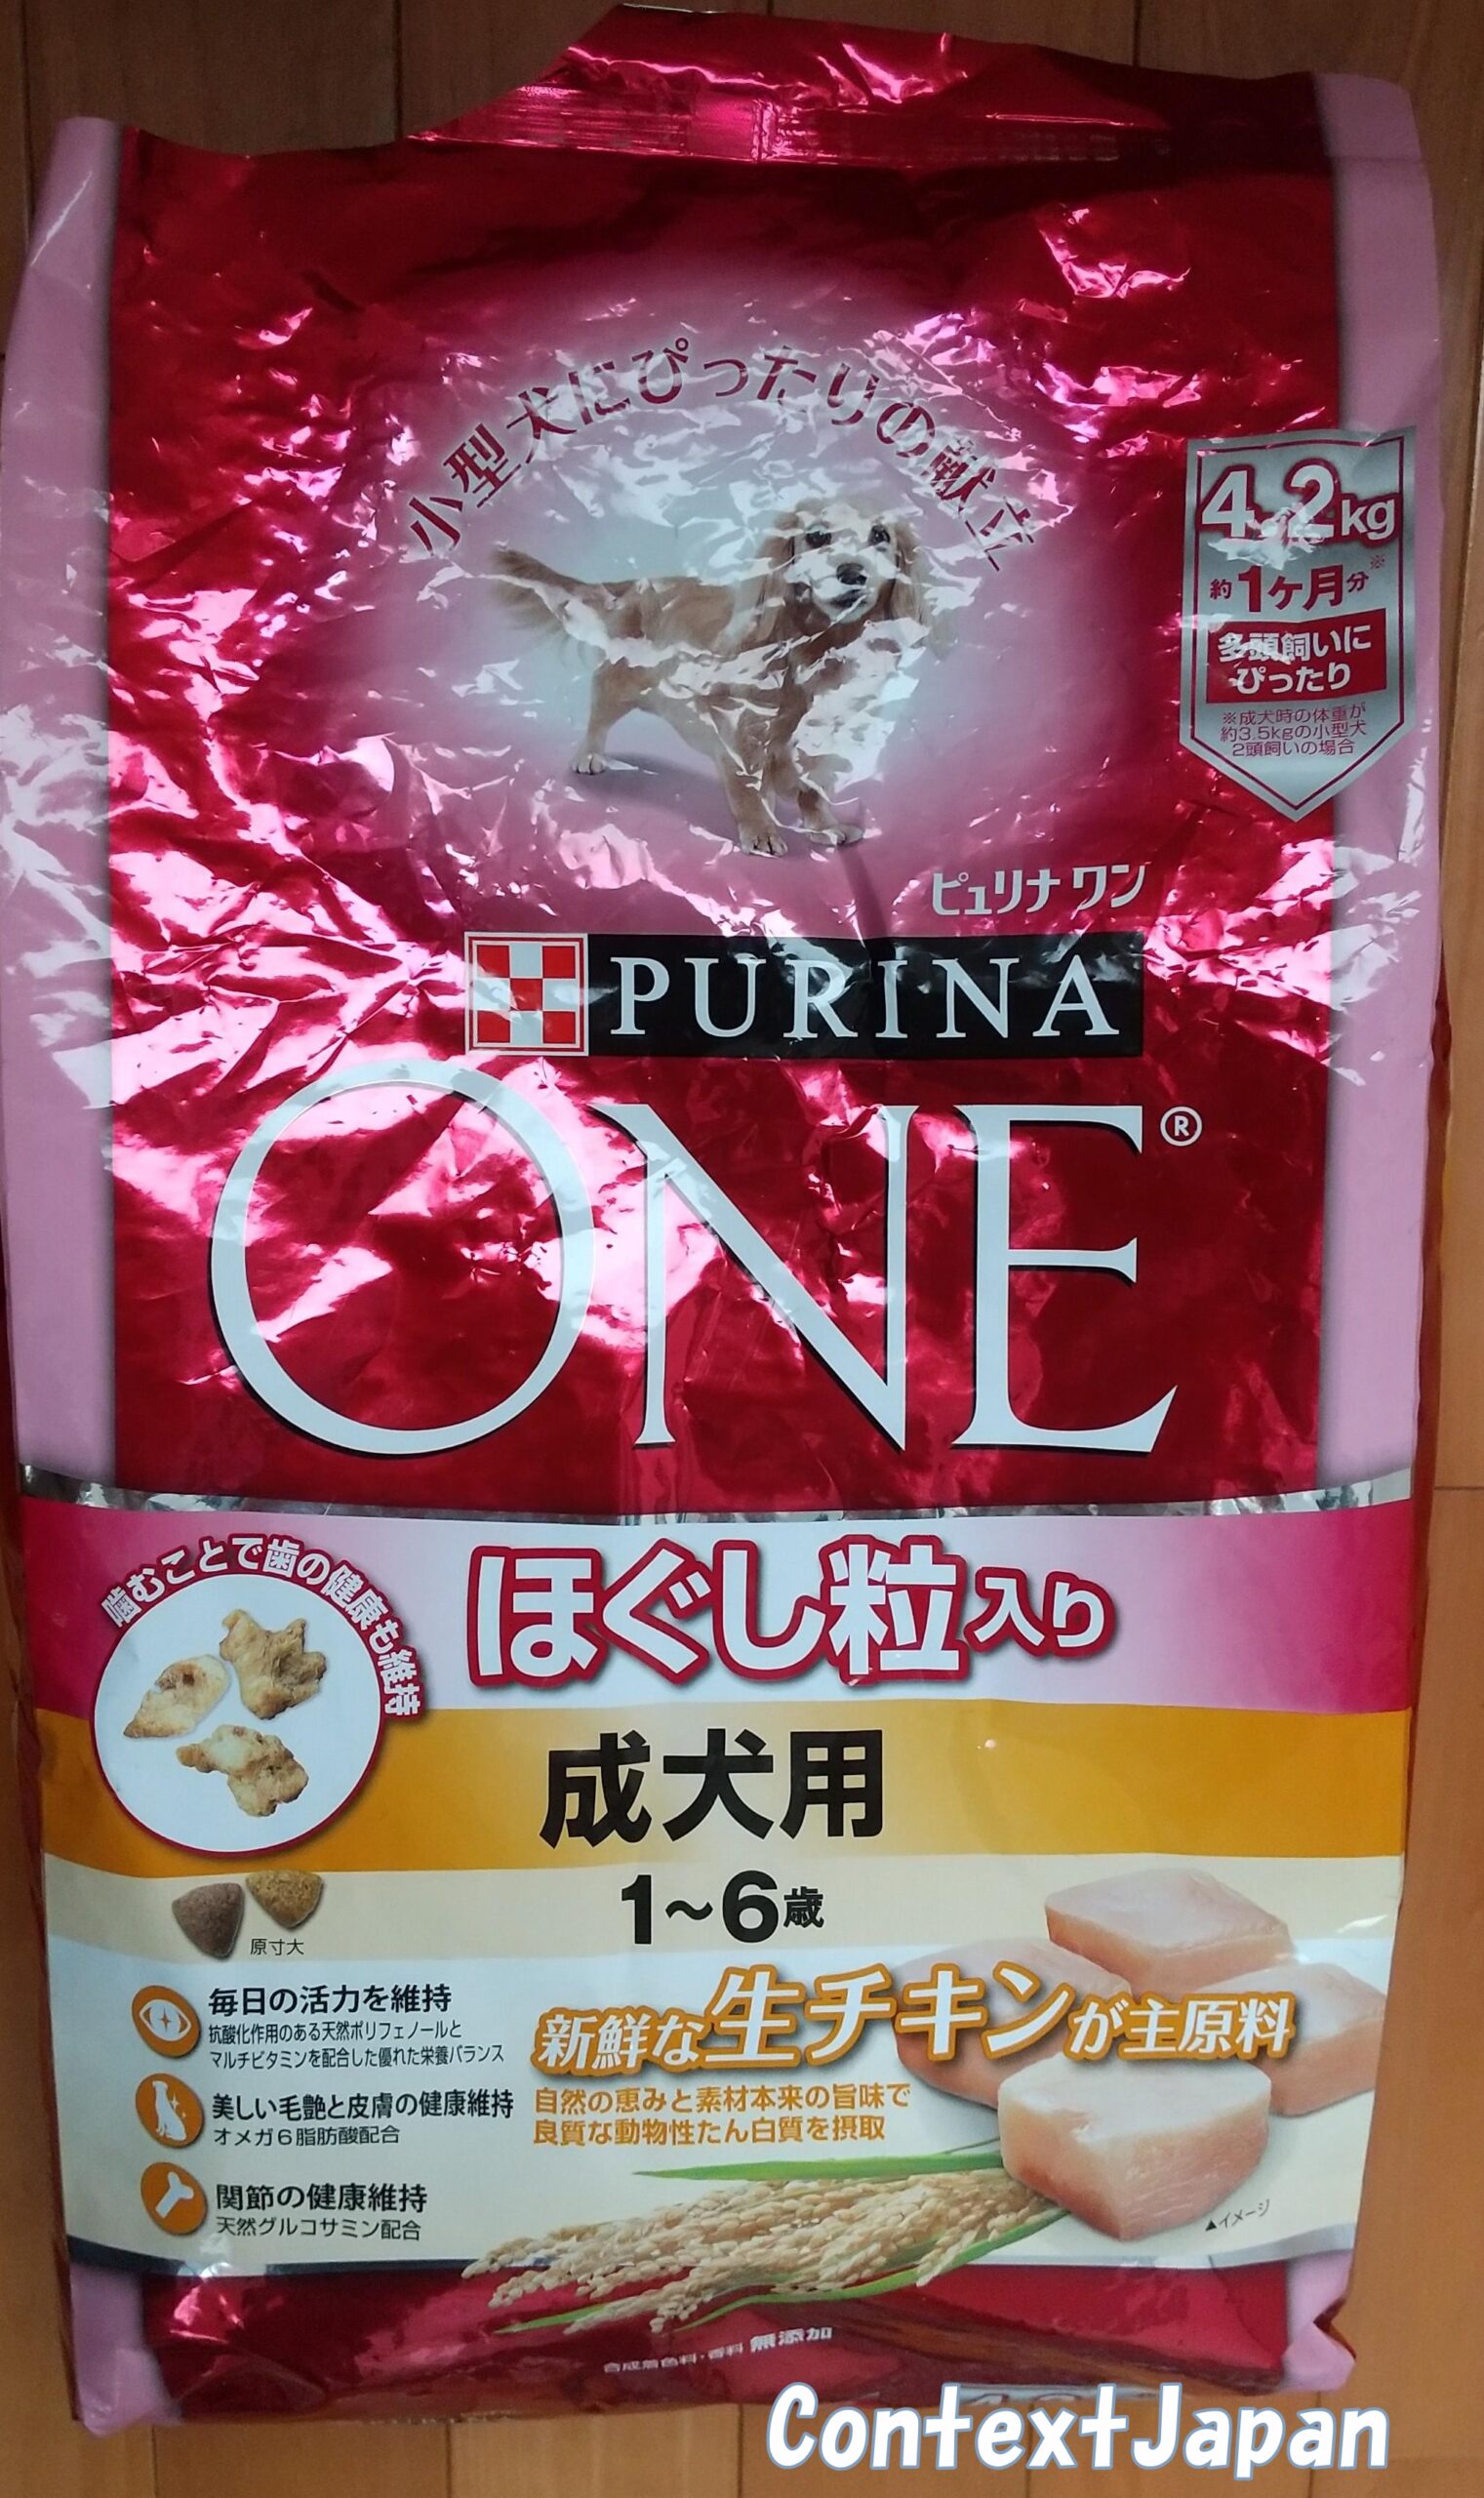 小型犬にぴったりの献立
4.2kg
約1ヶ月分※
多頭飼いに
ぴったり
※成犬時の体重が
約3.5kgの小型犬
2頭飼いの場合
ピュリナ ワン
PURINA
ONE®
噛むことで歯の健康も維持
ほぐし粒入り
成犬用
1～6歳
原寸大
毎日の活力を維持
抗酸化作用のある天然ポリフェノールと
マルチビタミンを配合した優れた栄養バランス
美しい毛艶と皮膚の健康維持
オメガ6脂肪酸配合
関節の健康維持
天然グルコサミン配合
新鮮な生チキンが主原料
自然の恵みと素材本来の旨味で
良質な動物性たん白質を摂取
▲イメージ
合成着色料・香料 無添加
ContextJapan